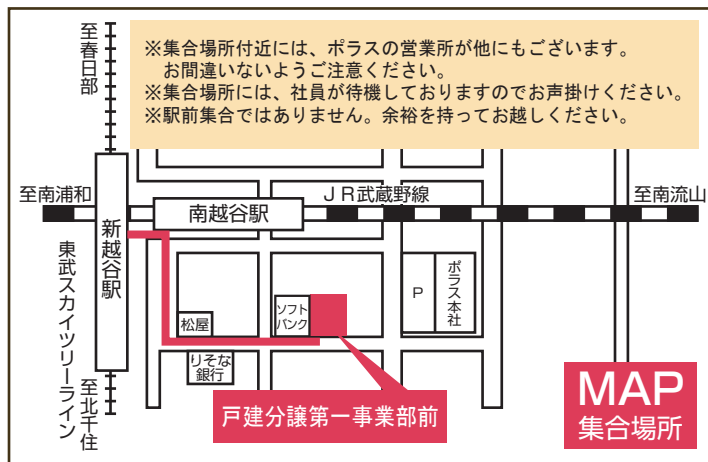 ※集合場所付近には、ポラスの営業所が他にもございます。
お間違いないようご注意ください。
※集合場所には、社員が待機しておりますのでお声掛けください。
※駅前集合ではありません。余裕を持ってお越しください。
至春日部
至南浦和
南越谷駅
JR武蔵野線
至南流山
新越谷駅
東武スカイツリーライン
松屋
ソフト
バンク
P
ポラス本社
りそな
銀行
戸建分譲第一事業部前
至北千住
MAP
集合場所